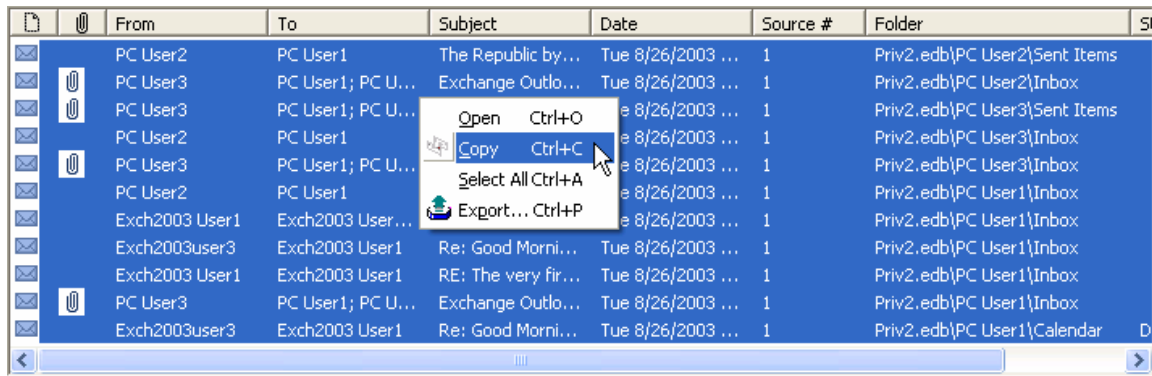 From To Subject Date Source # Folder St
PC User2 PC User1 The Republic by... Tue 8/26/2003 ... 1 Priv2.edb\PC User2\Sent Items
PC User3 PC User1; PC U... Exchange Outlo... Tue 8/26/2003 ... 1 Priv2.edb\PC User2\Inbox
PC User3 PC User1; PC U... e 8/26/2003 ... 1 Priv2.edb\PC User3\Sent Items
Open Ctrl+O
PC User2 PC User1 e 8/26/2003 ... 1 Priv2.edb\PC User3\Inbox
Copy Ctrl+C
PC User3 PC User1; PC U... e 8/26/2003 ... 1 Priv2.edb\PC User3\Inbox
Select All Ctrl+A
PC User2 PC User1 e 8/26/2003 ... 1 Priv2.edb\PC User1\Inbox
Export... Ctrl+P
Exch2003 User1 Exch2003 User... Tue 8/26/2003 ... 1 Priv2.edb\PC User1\Inbox
Exch2003user3 Exch2003 User1 Re: Good Morni... Tue 8/26/2003 ... 1 Priv2.edb\PC User1\Inbox
Exch2003 User1 Exch2003 User1 RE: The very fir... Tue 8/26/2003 ... 1 Priv2.edb\PC User1\Inbox
PC User3 PC User1; PC U... Exchange Outlo... Tue 8/26/2003 ... 1 Priv2.edb\PC User1\Inbox
Exch2003user3 Exch2003 User1 Re: Good Morni... Tue 8/26/2003 ... 1 Priv2.edb\PC User1\Calendar D